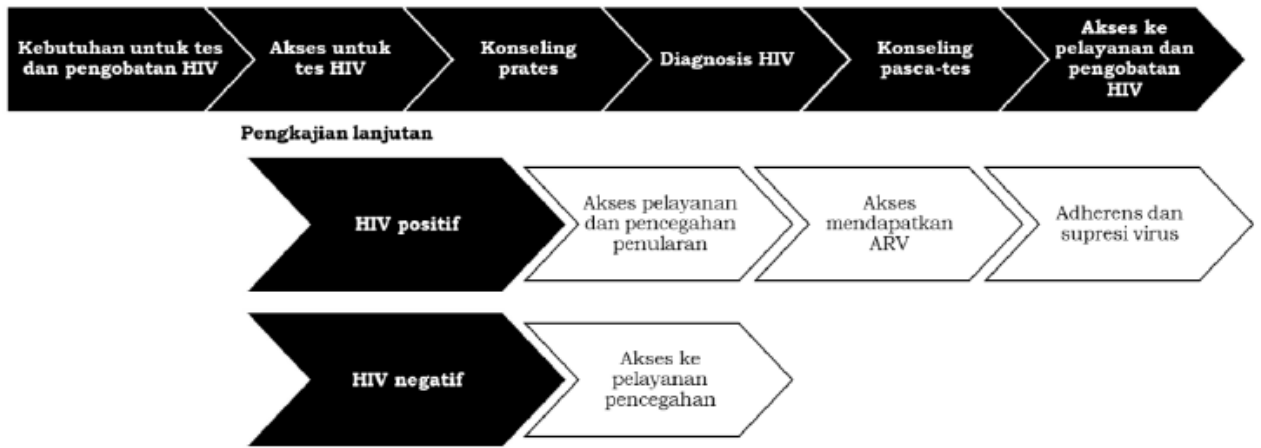 Kebutuhan untuk tes
dan pengobatan HIV
Akses untuk
tes HIV
Konseling
prates
Diagnosis HIV
Konseling
pasca-tes
Akses ke
pelayanan dan
pengobatan
HIV
Pengkajian lanjutan
HIV positif
Akses pelayanan
dan pencegahan
penularan
Akses
mendapatkan
ARV
Adherens dan
supresi virus
HIV negatif
Akses ke
pelayanan
pencegahan